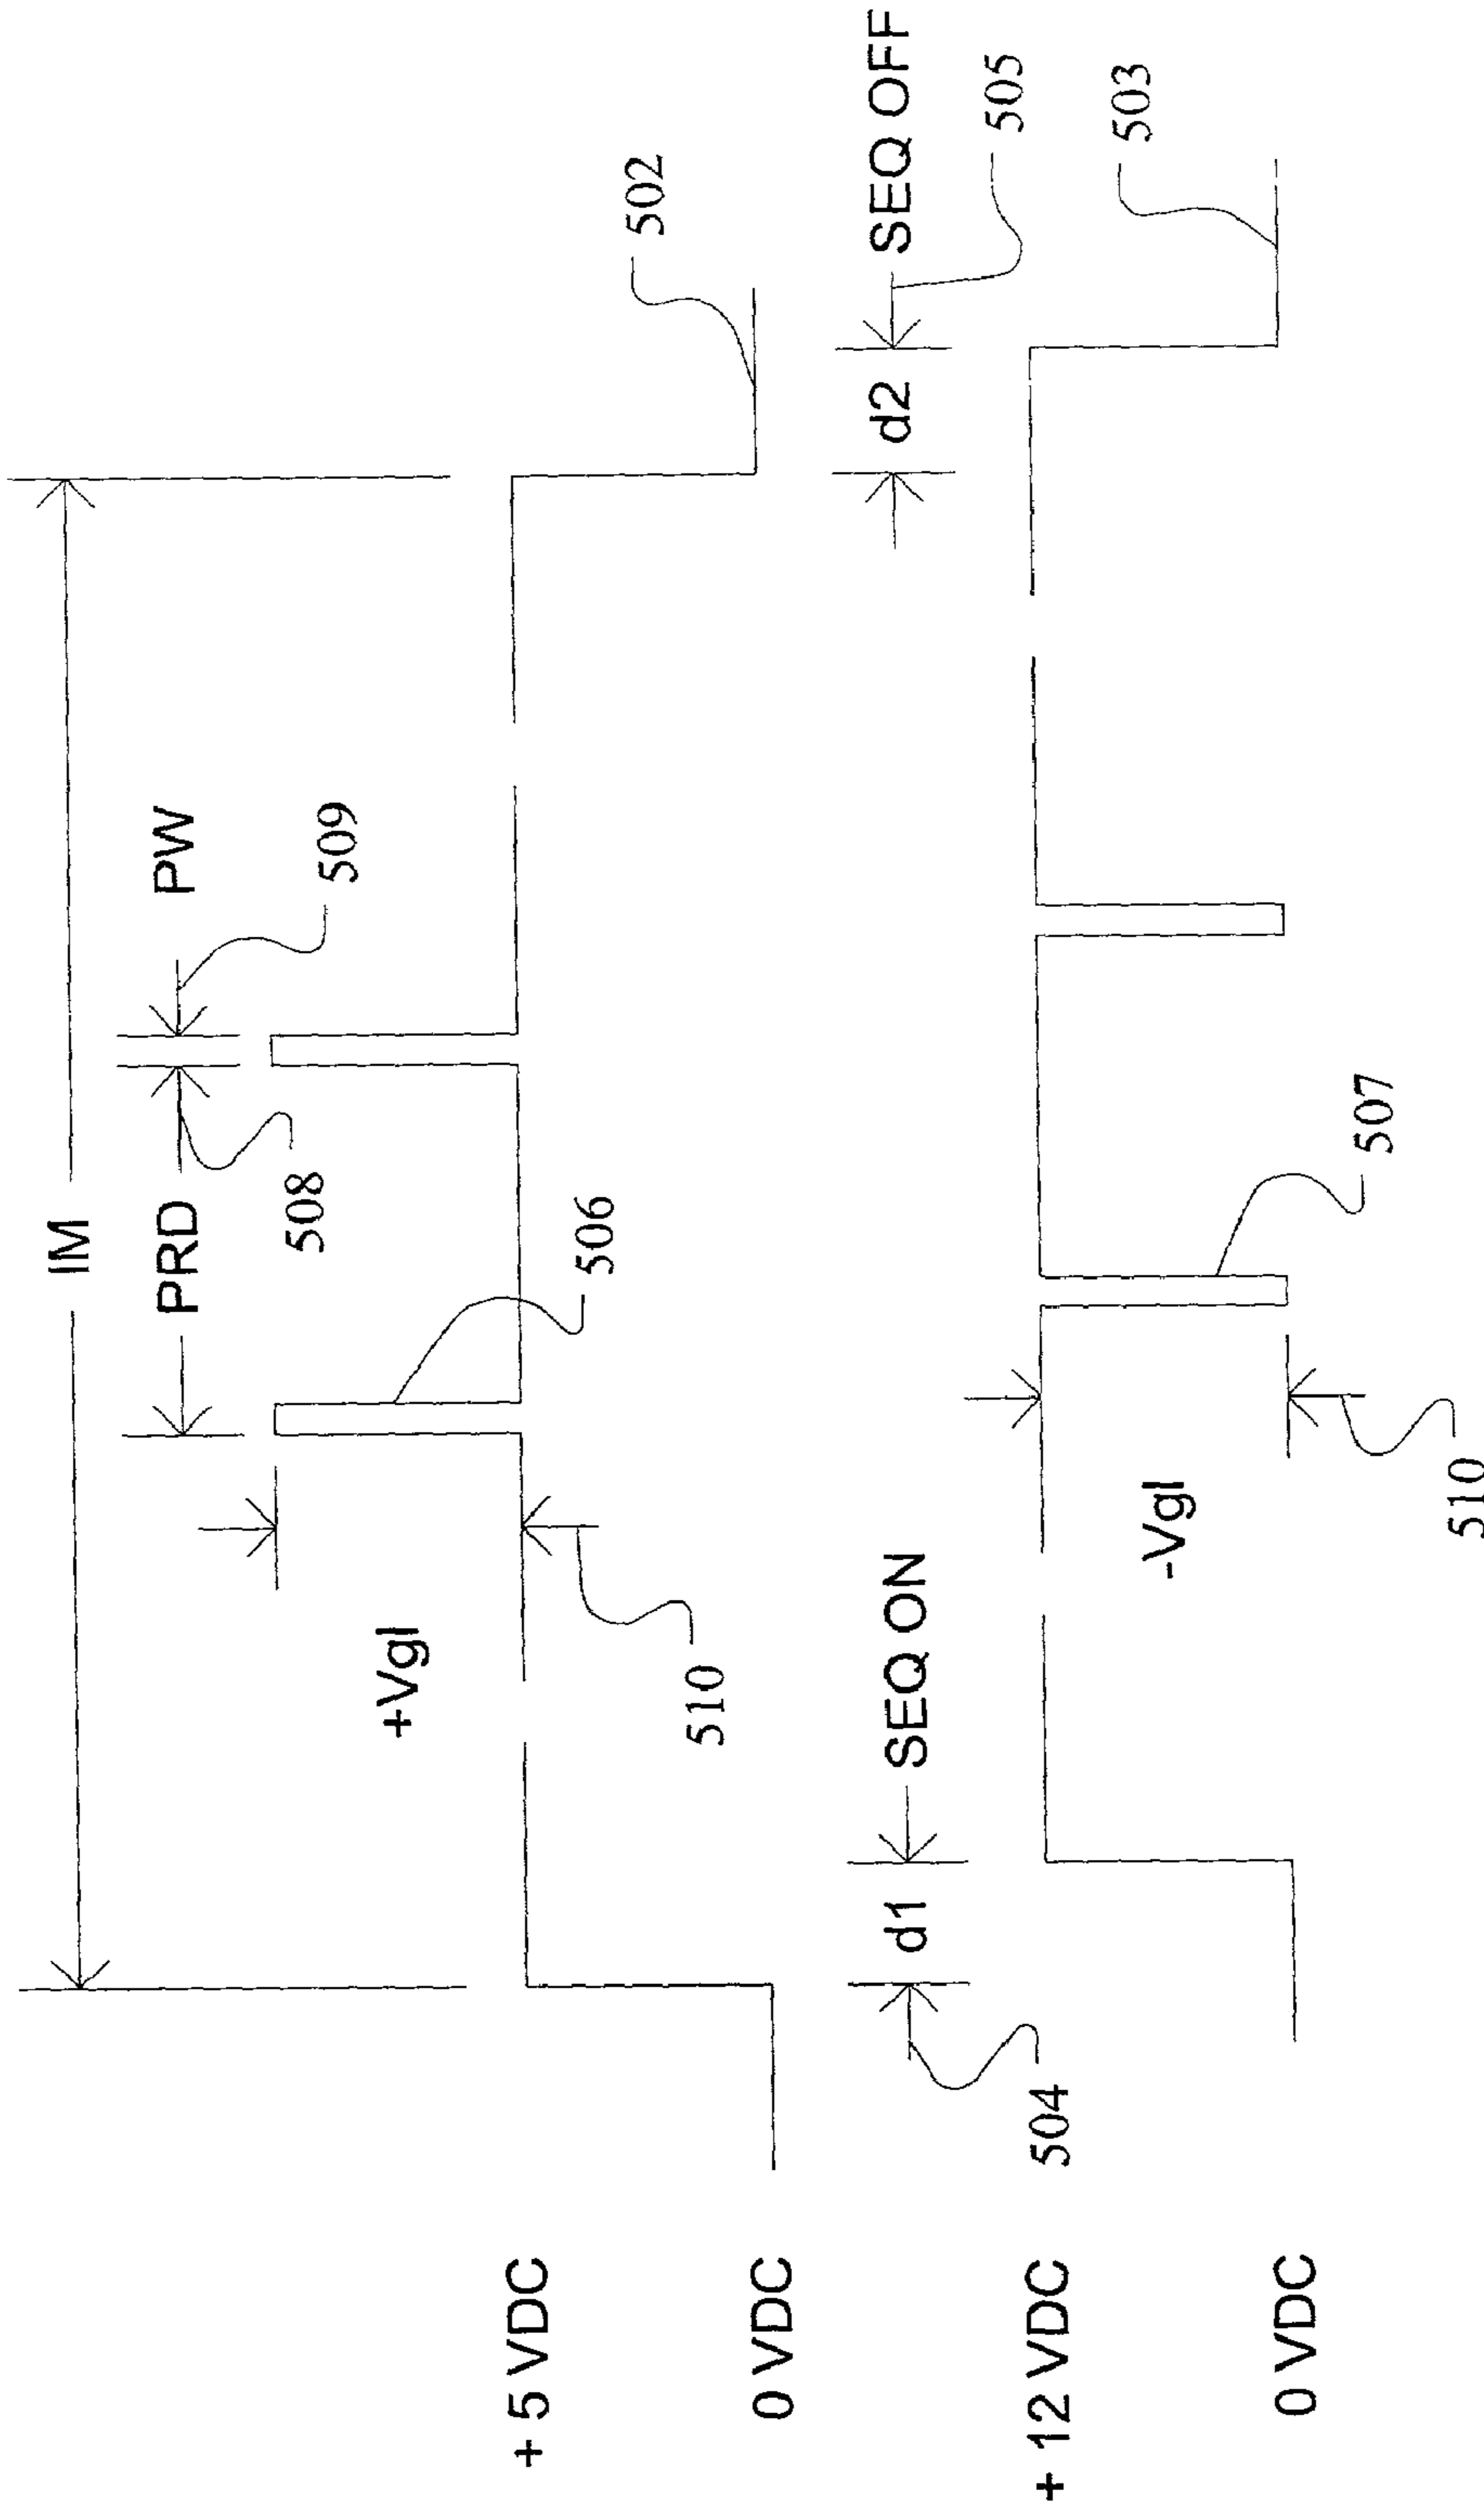 IM
PRD
PW
508
509
+Vgl
506
502
+ 5 VDC
510
0 VDC
d1
SEQ ON
d2
SEQ OFF
504
505
+ 12 VDC
503
-Vgl
507
0 VDC
510